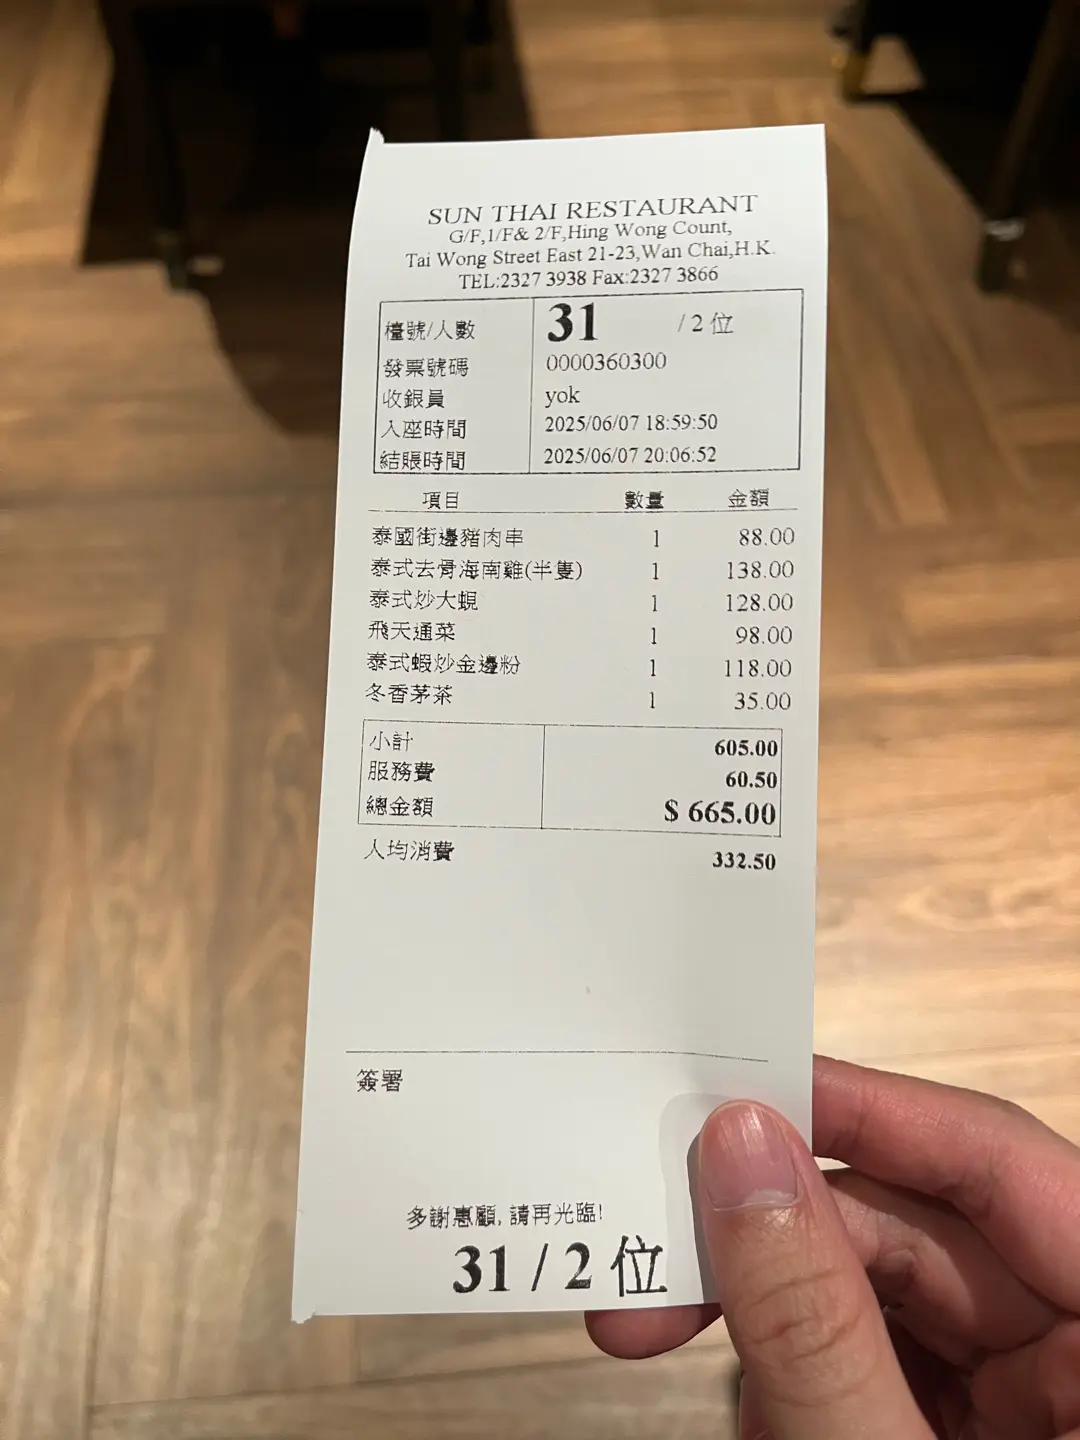 SUN THAI RESTAURANT
G/F,1/F& 2/F,Hing Wong Count,
Tai Wong Street East 21-23,Wan Chai,H.K.
TEL:2327 3938 Fax:2327 3866
檯號/人數 31 / 2 位
發票號碼 0000360300
收銀員 yok
入座時間 2025/06/07 18:59:50
結賬時間 2025/06/07 20:06:52
項目 數量 金額
泰國街邊豬肉串 1 88.00
泰式去骨海南雞(半隻) 1 138.00
泰式炒大蜆 1 128.00
飛天通菜 1 98.00
泰式蝦炒金邊粉 1 118.00
冬香茅茶 1 35.00
小計 605.00
服務費 60.50
總金額 $ 665.00
人均消費 332.50
簽署
多謝惠顧, 請再光臨!
31 / 2 位